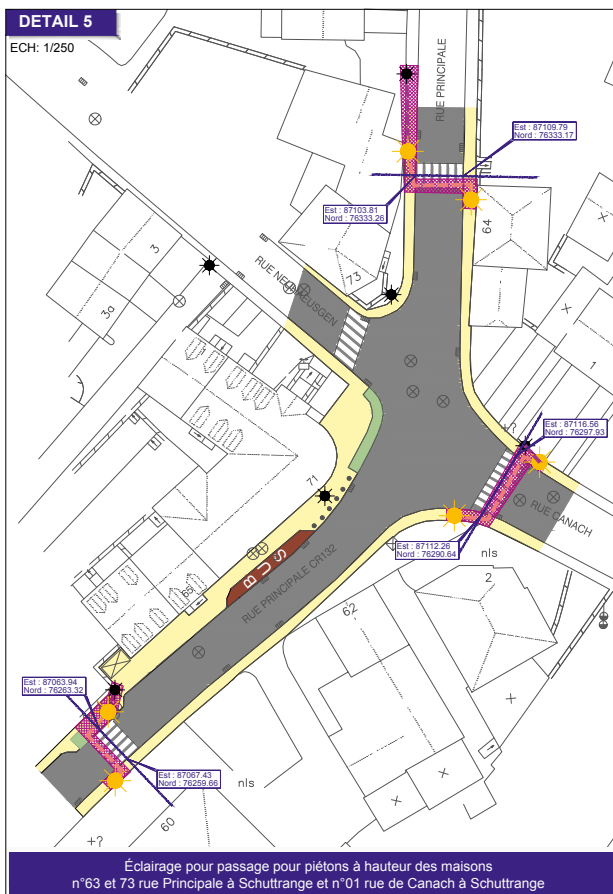 DETAIL 5
ECH: 1/250
RUE PRINCIPALE
Est : 87109.79
Nord : 76333.17
Est : 87103.81
Nord : 76333.26
64
3
3a
73
RUE NEUHAEUSGEN
1
+?
Est : 87116.56
Nord : 76297.93
71
RUE CANACH
Est : 87112.26
Nord : 76290.64
nls
BUS
RUE PRINCIPALE CR132
65
2
62
Est : 87063.94
Nord : 76263.32
Est : 87067.43
Nord : 76259.66
nls
60
+?
Éclairage pour passage pour piétons à hauteur des maisons
n°63 et 73 rue Principale à Schuttrange et n°01 rue de Canach à Schuttrange